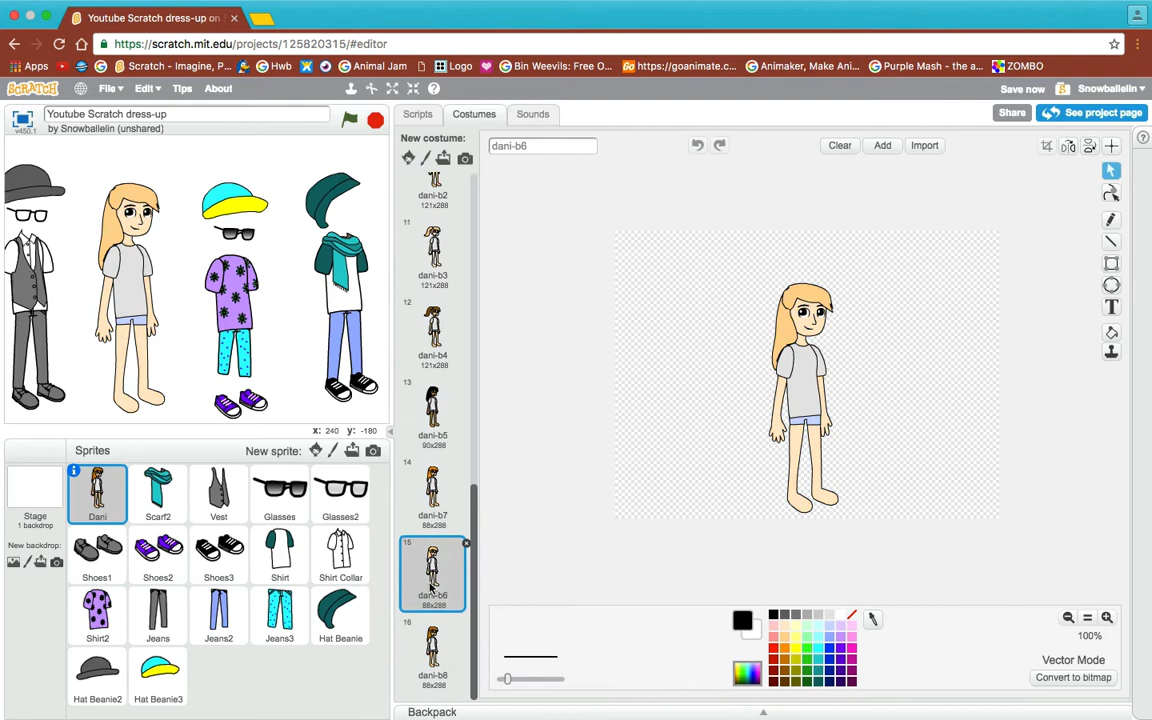 Youtube Scratch dress-up on
https://scratch.mit.edu/projects/125820315/#editor
Apps
Scratch - Imagine, P...
Hwb
Animal Jam
Logo
Bin Weevils: Free O...
https://goanimate.c...
Animaker, Make Ani...
Purple Mash - the a...
ZOMBO
SCRATCH
File
Edit
Tips
About
Save now
Snowballelin
v450.1
Youtube Scratch dress-up
by Snowballelin (unshared)
Scripts
Costumes
Sounds
Share
See project page
New costume:
dani-b6
Clear
Add
Import
T
dani-b2
121x288
11
dani-b3
121x288
12
dani-b4
121x288
13
dani-b5
90x288
14
dani-b7
88x288
15
dani-b6
88x288
16
dani-b8
88x288
x: 240 y: -180
Sprites
New sprite:
Stage
1 backdrop
New backdrop:
Dani
Scarf2
Vest
Glasses
Glasses2
Shoes1
Shoes2
Shoes3
Shirt
Shirt Collar
Shirt2
Jeans
Jeans2
Jeans3
Hat Beanie
Hat Beanie2
Hat Beanie3
100%
Vector Mode
Convert to bitmap
Backpack